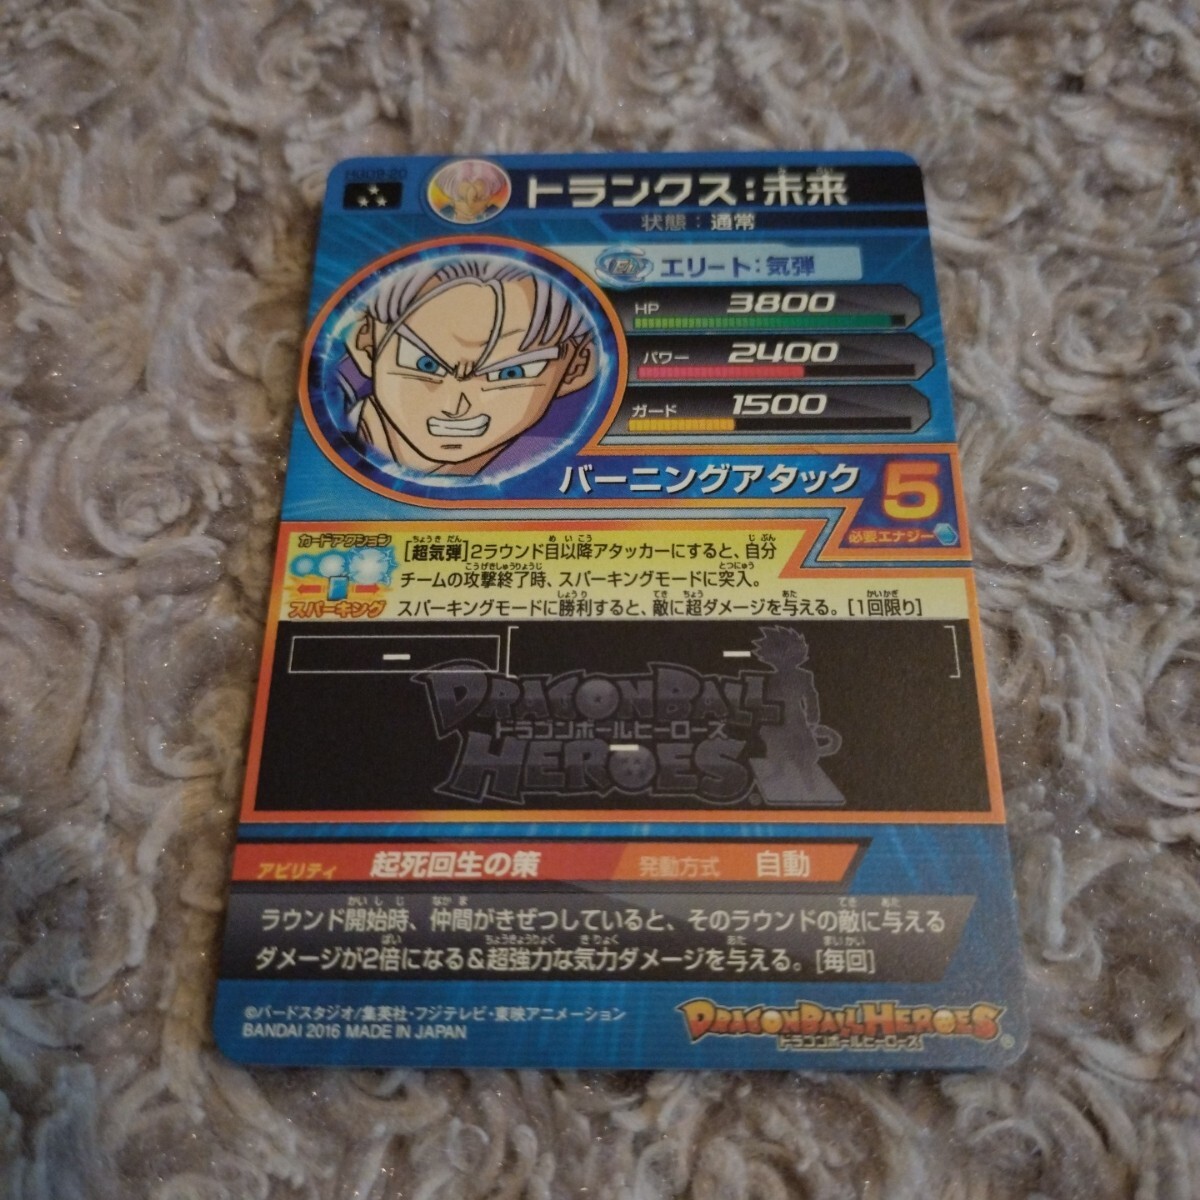 HGD9-20
トランクス:未来
状態:通常
エリート:気弾
HP 3800
パワー 2400
ガード 1500
バーニングアタック
5
必要エナジー
カードアクション
スパーキング
[超気弾]2ラウンド目以降アタッカーにすると、自分
チームの攻撃終了時、スパーキングモードに突入。
スパーキングモードに勝利すると、敵に超ダメージを与える。[1回限り]
DRAGON BALL
ドラゴンボールヒーローズ
HEROES
アビリティ 起死回生の策 発動方式 自動
ラウンド開始時、仲間がきぜつしていると、そのラウンドの敵に与える
ダメージが2倍になる&超強力な気力ダメージを与える。[毎回]
©バードスタジオ/集英社・フジテレビ・東映アニメーション
BANDAI 2016 MADE IN JAPAN
DRAGON BALL HEROES
ドラゴンボールヒーローズ